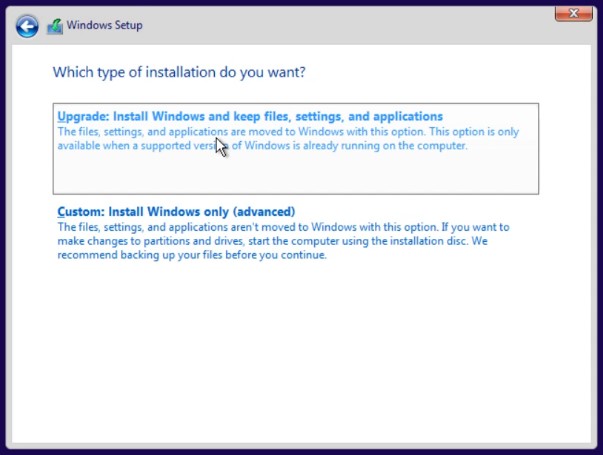 Windows Setup
Which type of installation do you want?
Upgrade: Install Windows and keep files, settings, and applications
The files, settings, and applications are moved to Windows with this option. This option is only
available when a supported version of Windows is already running on the computer.
Custom: Install Windows only (advanced)
The files, settings, and applications aren't moved to Windows with this option. If you want to
make changes to partitions and drives, start the computer using the installation disc. We
recommend backing up your files before you continue.